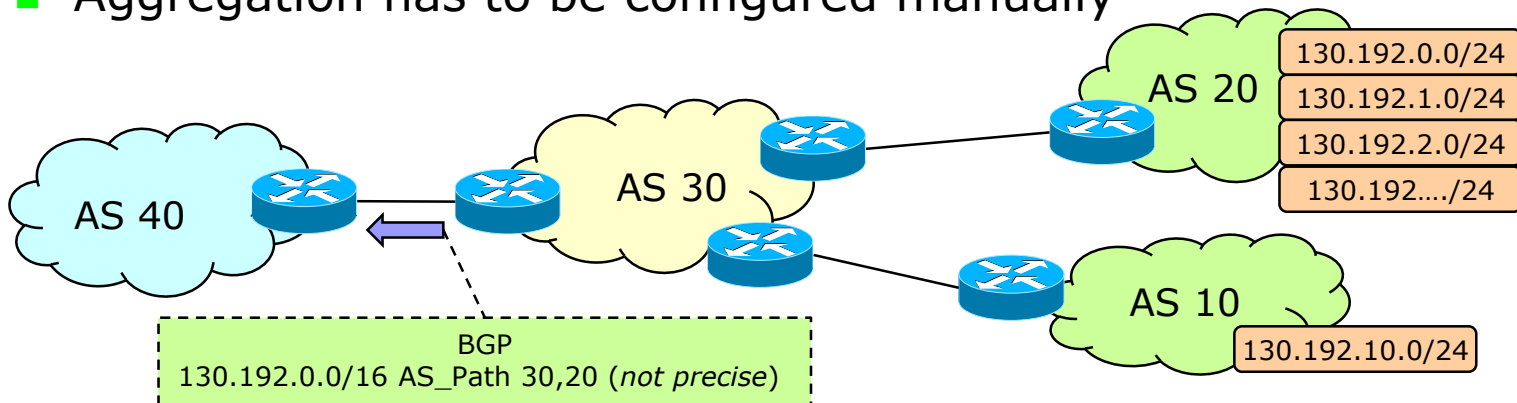 Aggregation has to be configured manually
AS 40
AS 30
AS 20
130.192.0.0/24
130.192.1.0/24
130.192.2.0/24
130.192…./24
AS 10
130.192.10.0/24
BGP
130.192.0.0/16 AS_Path 30,20 (not precise)